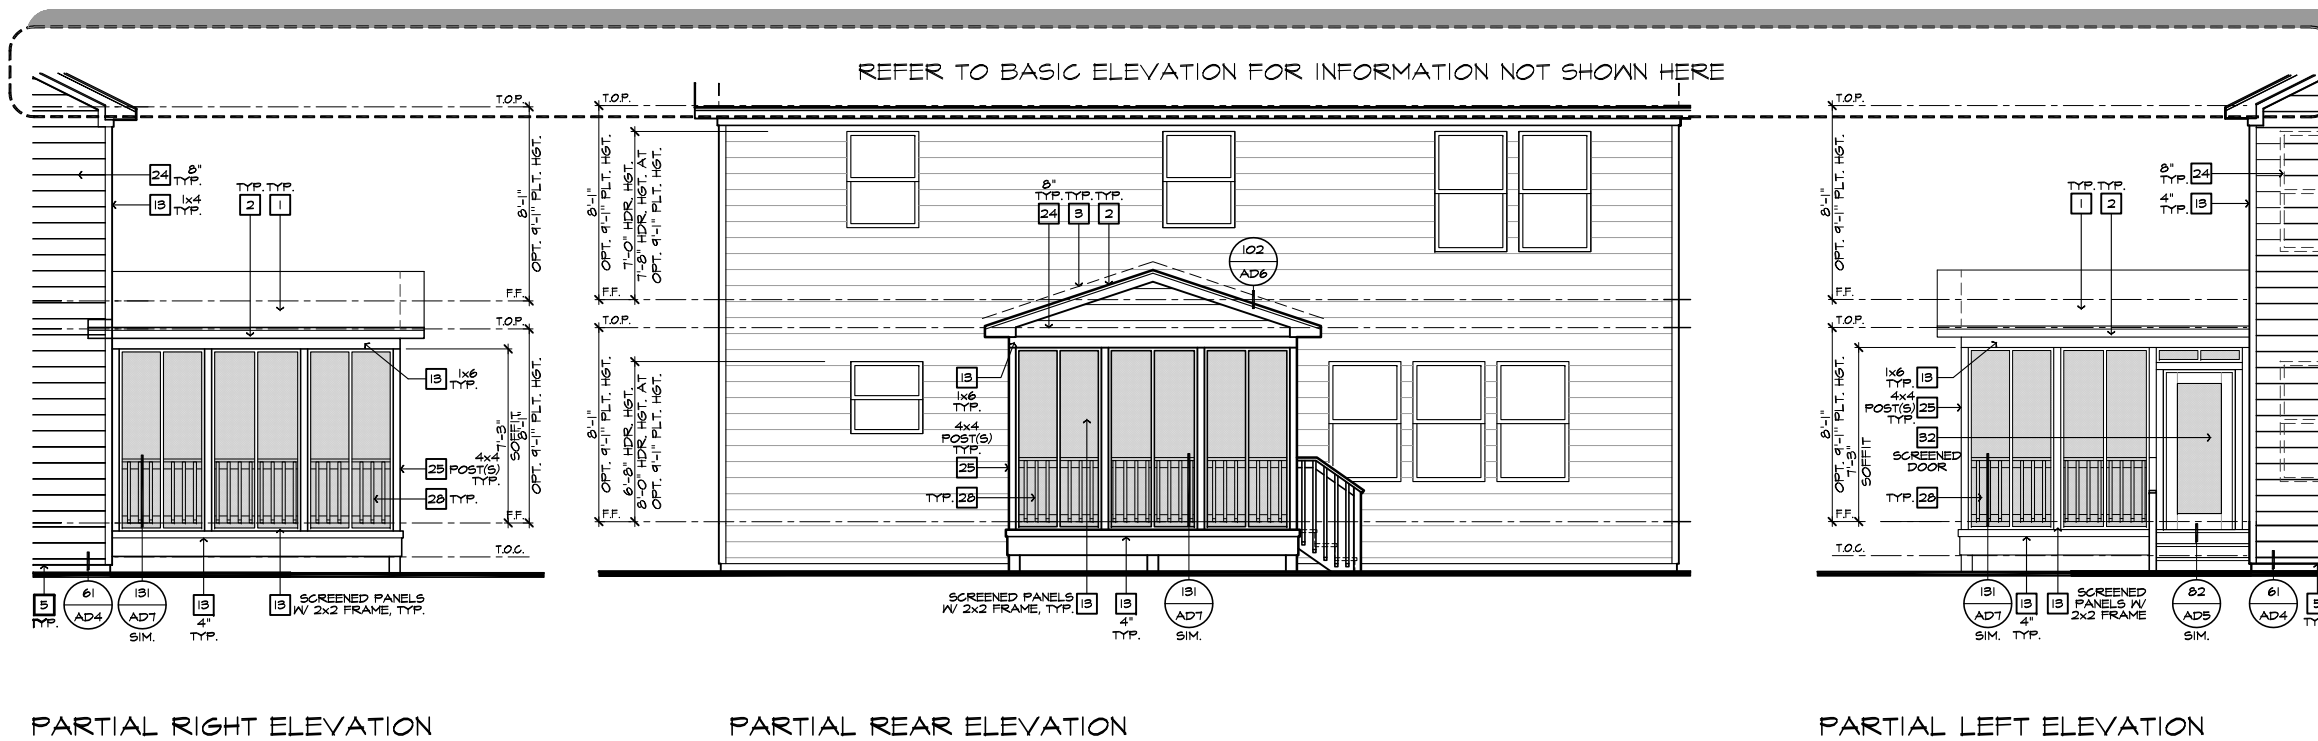 REFER TO BASIC ELEVATION FOR INFORMATION NOT SHOWN HERE
T.O.P.
24 8"
TYP.
13 1x4
TYP.
TYP. TYP.
2 1
8'-1"
OPT. 9'-1" PLT. HGT.
F.F.
T.O.P.
13 1x6
TYP.
7'-3"
SOFFIT
8'-1"
OPT. 9'-1" PLT. HGT.
4x4
25 POST(S)
TYP.
28 TYP.
F.F.
T.O.C.
5
TYP.
61
AD4
131
AD7
SIM.
13
4"
TYP.
13 SCREENED PANELS
W/ 2x2 FRAME, TYP.
PARTIAL RIGHT ELEVATION
T.O.P.
8'-1"
OPT. 9'-1" PLT. HGT.
7'-0" HDR. HGT.
7'-8" HDR. HGT. AT
OPT. 9'-1" PLT. HGT.
F.F.
T.O.P.
8'-1"
OPT. 9'-1" PLT. HGT.
6'-8" HDR. HGT.
8'-0" HDR. HGT. AT
OPT. 9'-1" PLT. HGT.
F.F.
8"
TYP. TYP. TYP.
24 3 2
102
AD6
13
1x6
TYP.
4x4
POST(S)
TYP.
25
TYP. 28
SCREENED PANELS
W/ 2x2 FRAME, TYP. 13
13
4"
TYP.
131
AD7
SIM.
PARTIAL REAR ELEVATION
T.O.P.
8'-1"
OPT. 9'-1" PLT. HGT.
F.F.
T.O.P.
8'-1"
OPT. 9'-1" PLT. HGT.
7'-3"
SOFFIT
F.F.
T.O.C.
TYP. TYP.
1 2
8"
TYP. 24
4"
TYP. 13
1x6
TYP. 13
4x4
POST(S) 25
TYP.
32
SCREENED
DOOR
TYP. 28
131
AD7
SIM.
13
4"
TYP.
13 SCREENED
PANELS W/
2x2 FRAME
82
AD5
SIM.
61
AD4
5
PARTIAL LEFT ELEVATION